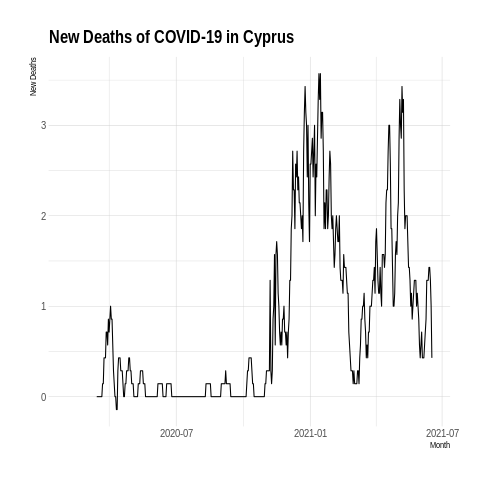 New Deaths of COVID-19 in Cyprus
New Deaths
3
2
1
0
2020-07
2021-01
2021-07
Month